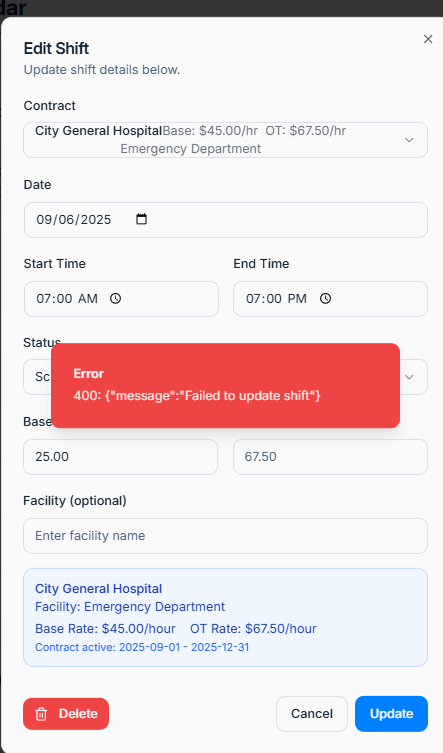 dar
Edit Shift
Update shift details below.
Contract
City General HospitalBase: $45.00/hr OT: $67.50/hr
Emergency Department
Date
09/06/2025
Start Time End Time
07:00 AM 07:00 PM
Status
Sc
Error
400: {"message":"Failed to update shift"}
Base
25.00 67.50
Facility (optional)
Enter facility name
City General Hospital
Facility: Emergency Department
Base Rate: $45.00/hour OT Rate: $67.50/hour
Contract active: 2025-09-01 - 2025-12-31
Delete Cancel Update